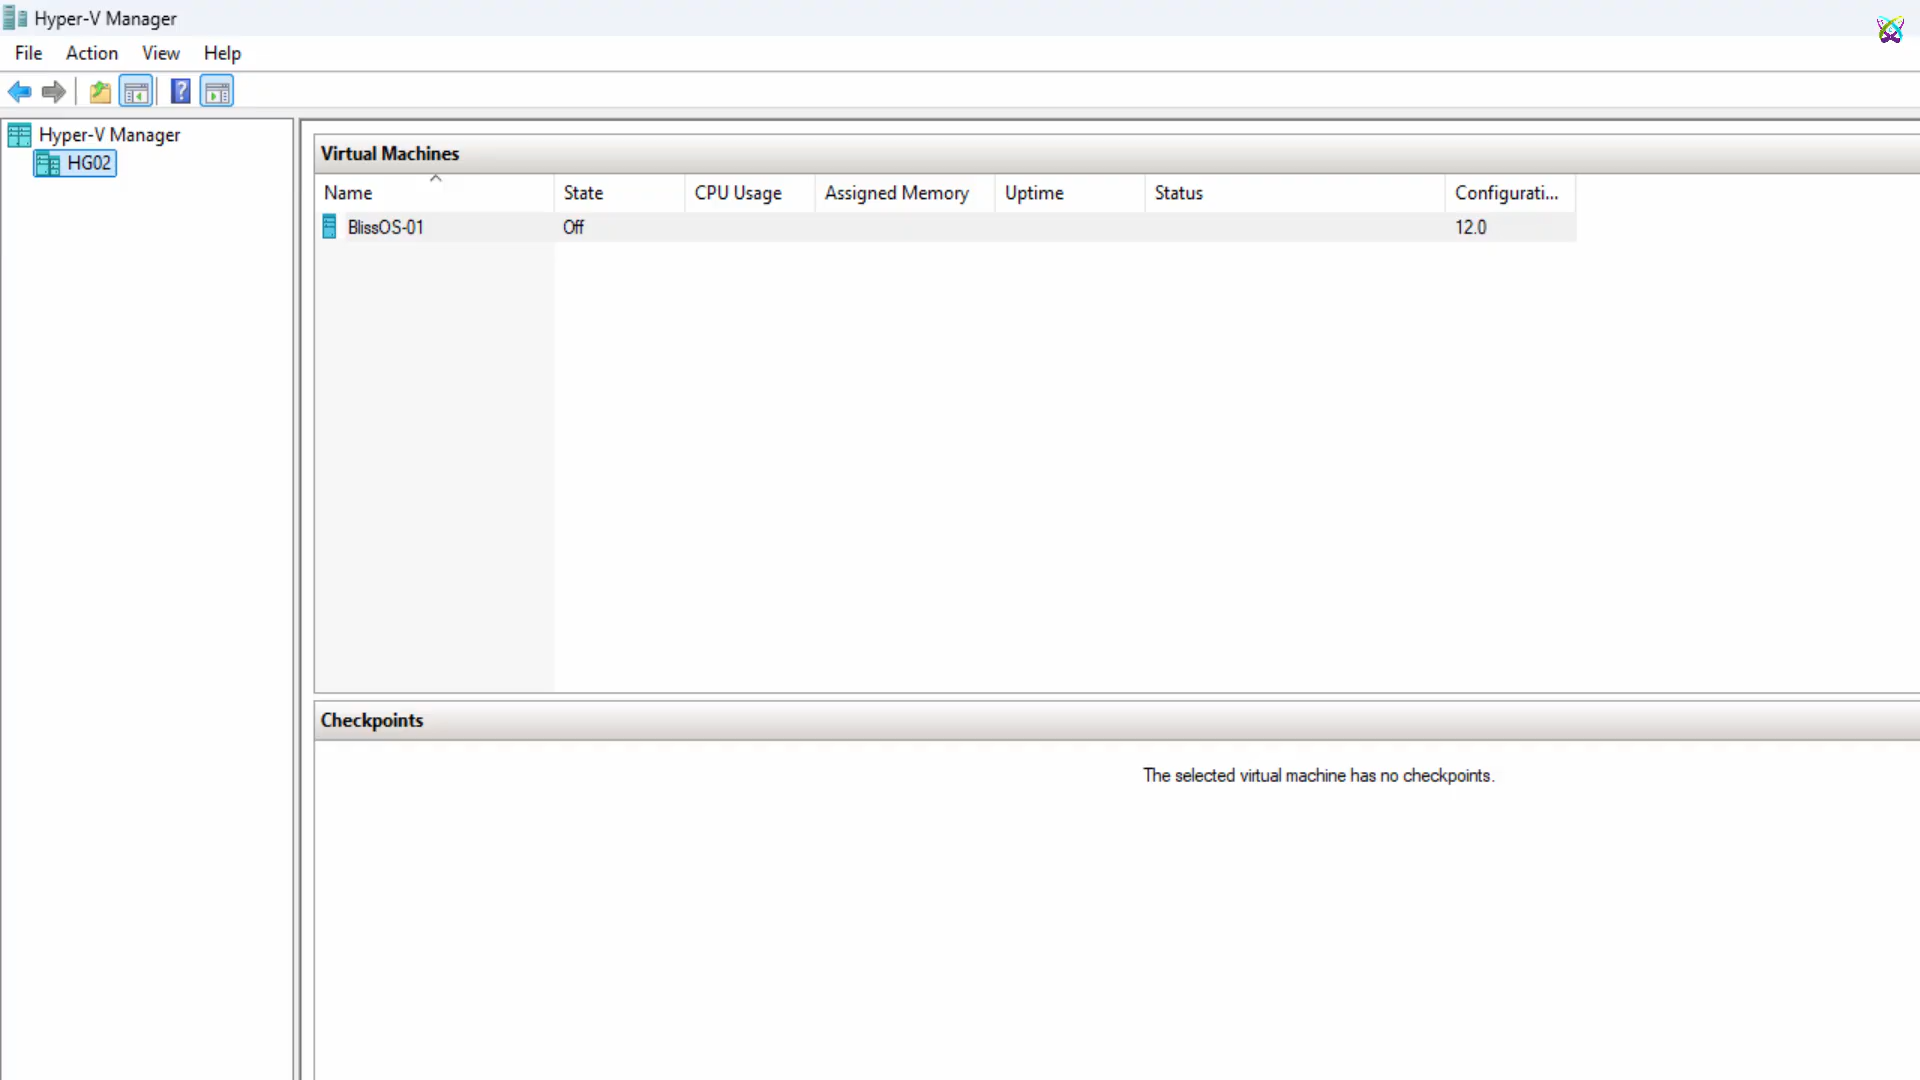 Hyper-V Manager
File Action View Help
Hyper-V Manager
HG02
Virtual Machines
Name State CPU Usage Assigned Memory Uptime Status Configurati...
BlissOS-01 Off 12.0
Checkpoints
The selected virtual machine has no checkpoints.